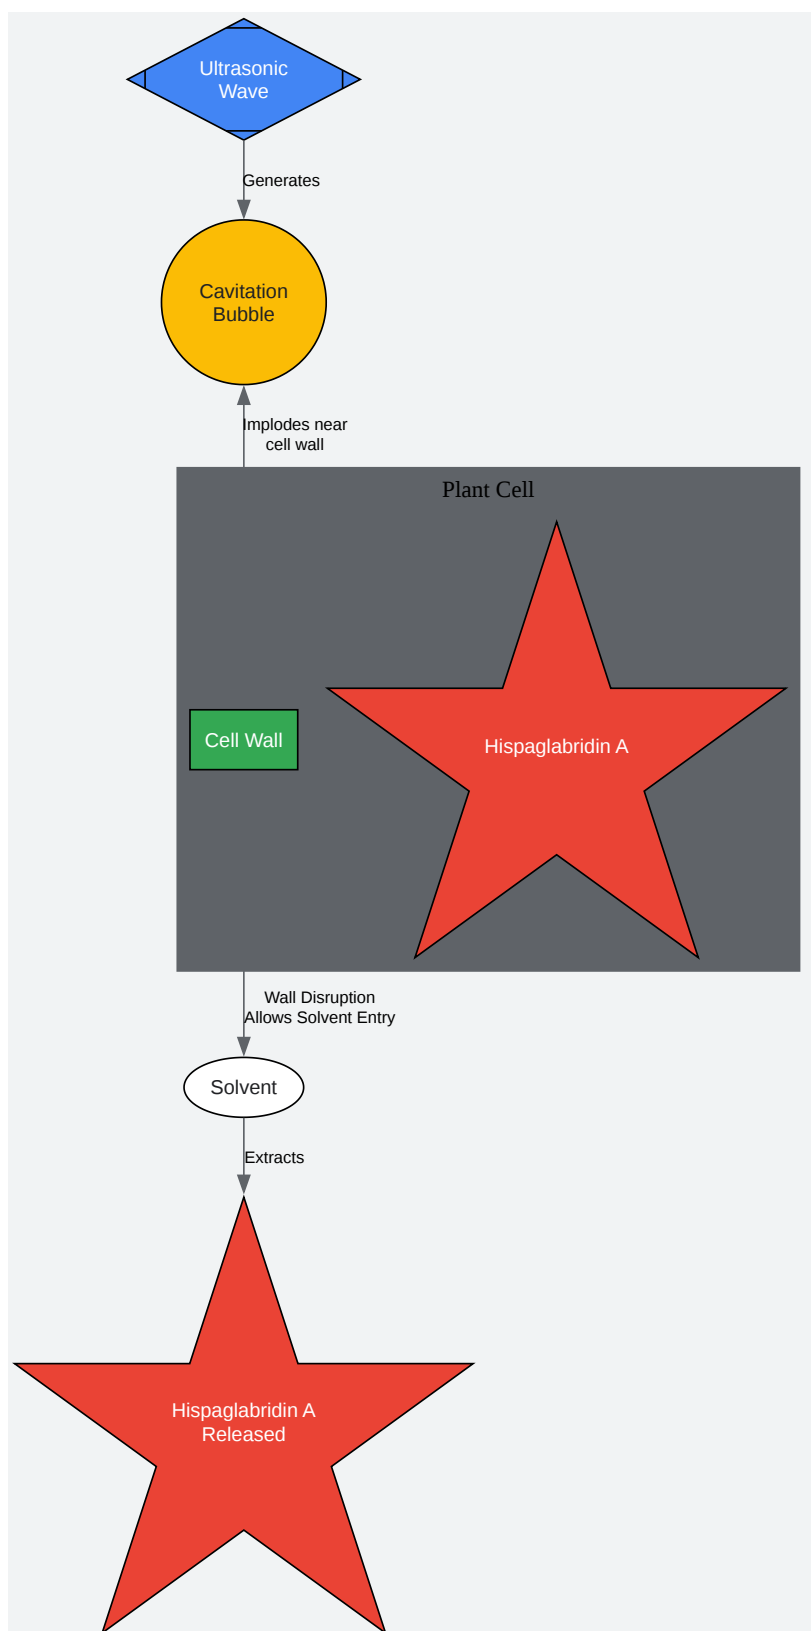 Ultrasonic
Wave
Generates
Cavitation
Bubble
Implodes near
cell wall
Plant Cell
Cell Wall
Hispaglabridin A
Wall Disruption
Allows Solvent Entry
Solvent
Extracts
Hispaglabridin A
Released